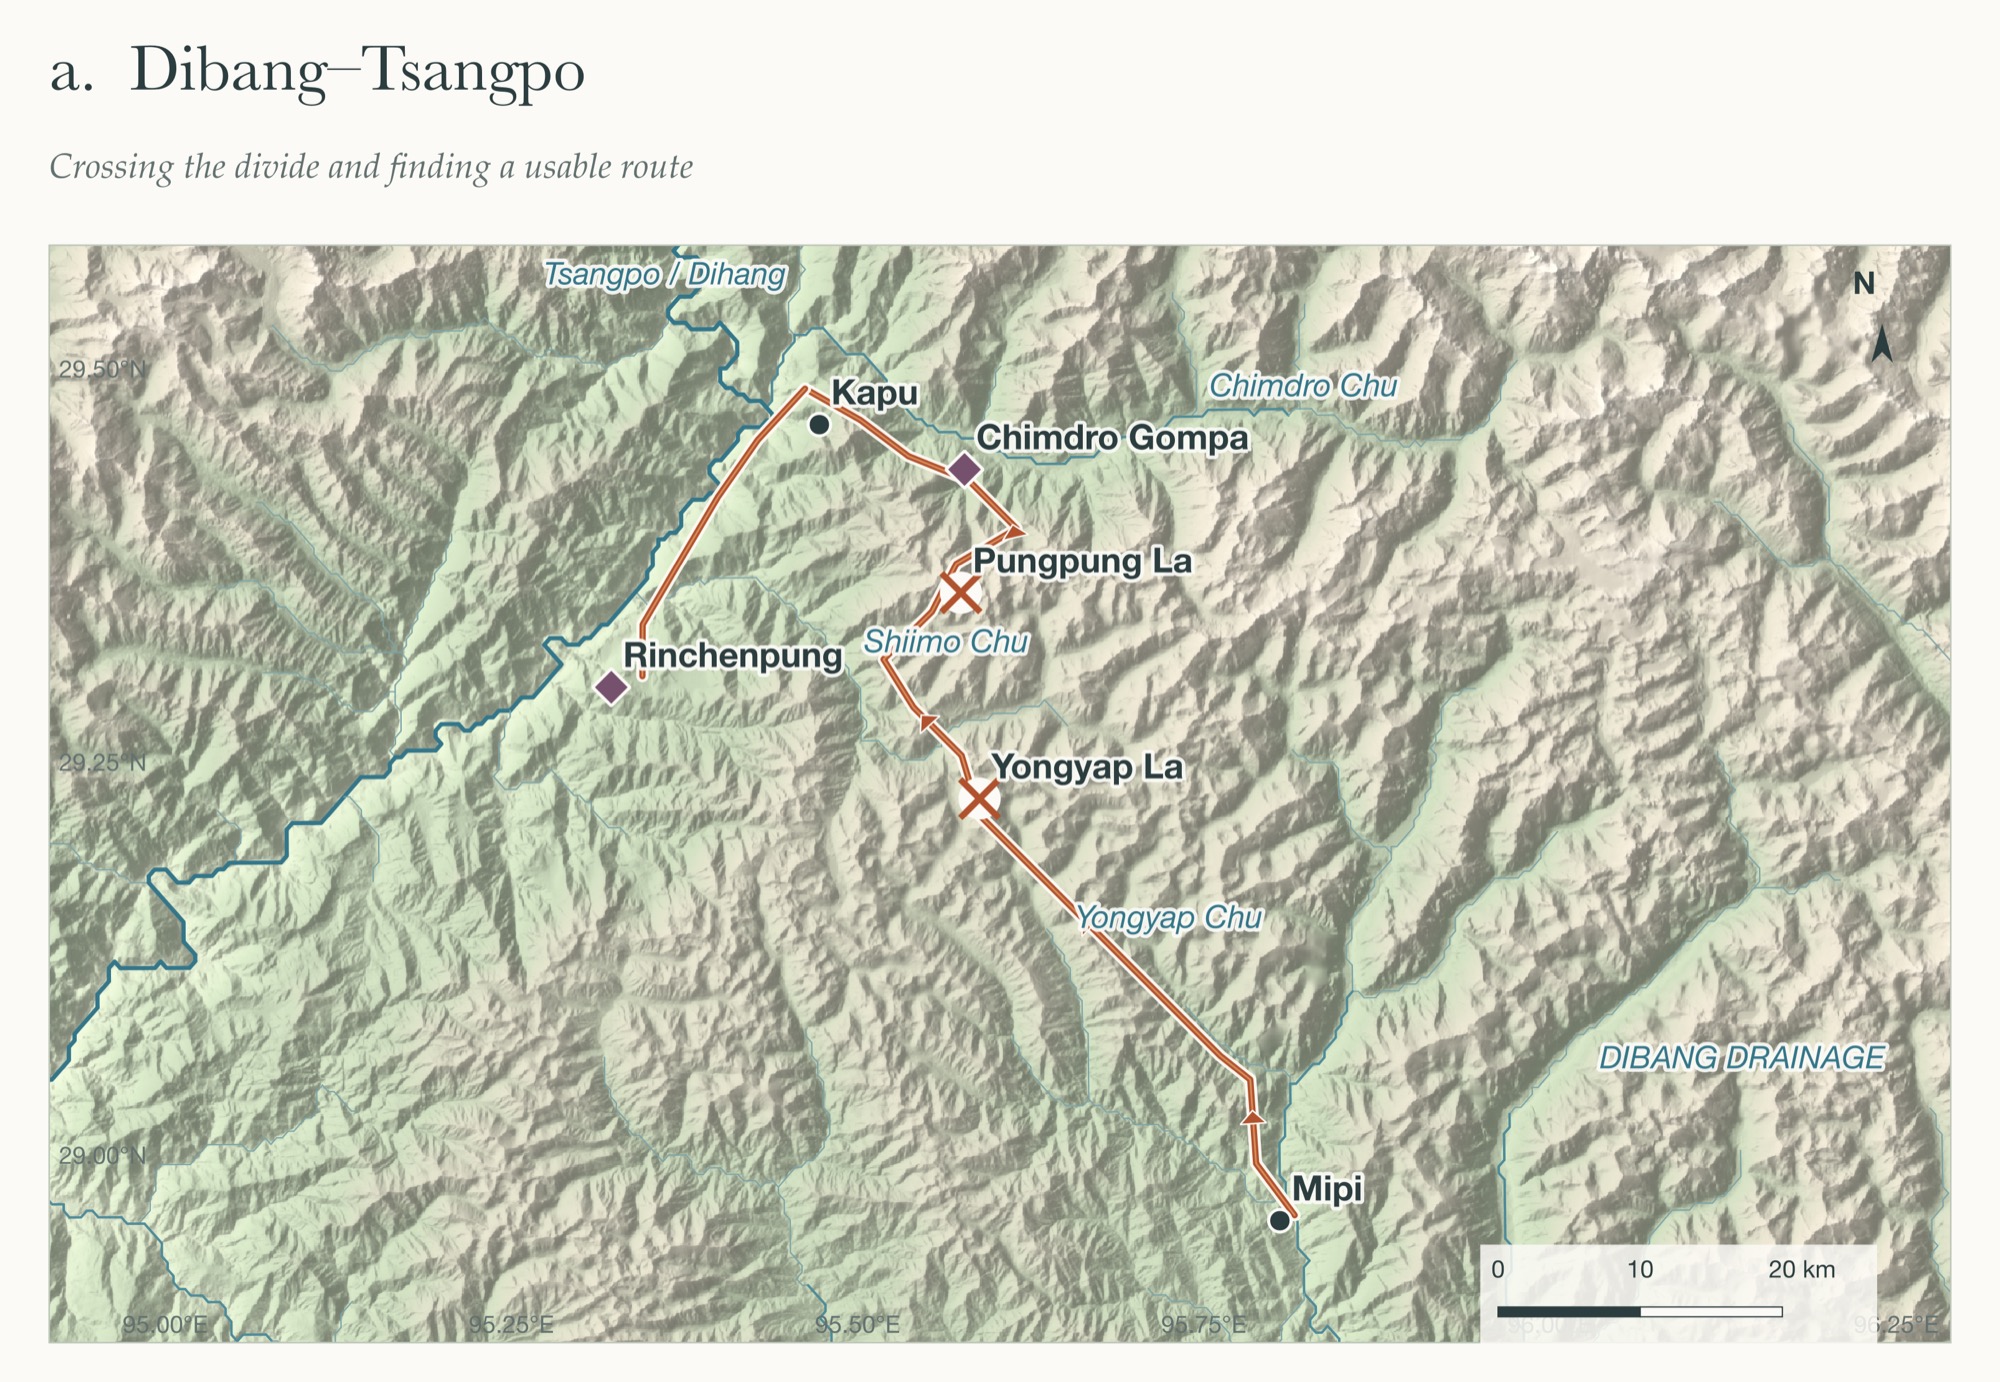 a. Dibang–Tsangpo
Crossing the divide and finding a usable route
Tsangpo / Dihang
N
29.50°N
Kapu
Chimdro Chu
Chimdro Gompa
Pungpung La
Shiimo Chu
Rinchenpung
29.25°N
Yongyap La
Yongyap Chu
DIBANG DRAINAGE
29.00°N
Mipi
0 10 20 km
95.00°E 95.25°E 95.50°E 95.75°E 96.00°E 96.25°E